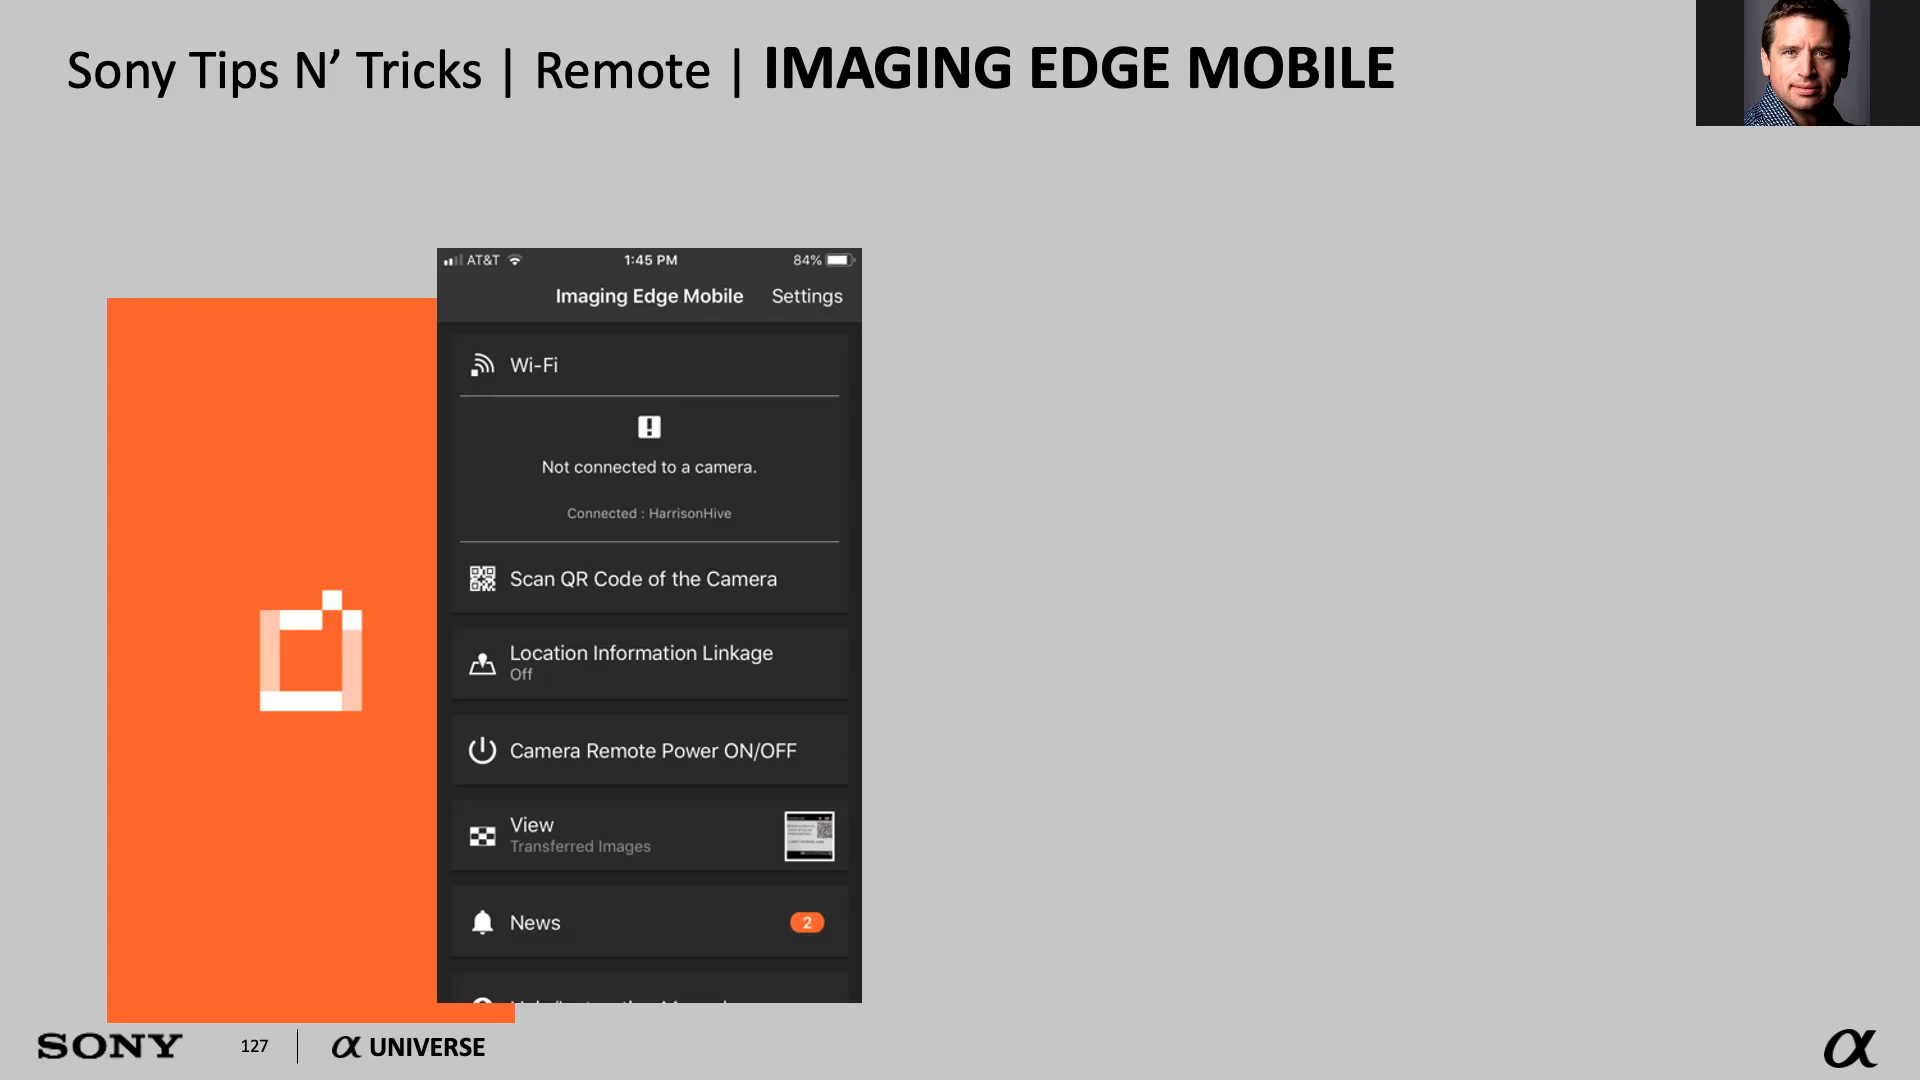 Sony Tips N’ Tricks | Remote | IMAGING EDGE MOBILE
AT&T 1:45 PM 84%
Imaging Edge Mobile Settings
Wi-Fi
Not connected to a camera.
Connected : HarrisonHive
Scan QR Code of the Camera
Location Information Linkage
Off
Camera Remote Power ON/OFF
View
Transferred Images
News 2
SONY 127 α UNIVERSE α